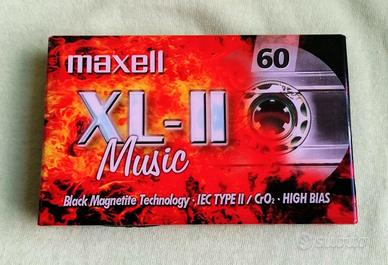 maxell
60
XL-II
Music
Black Magnetite Technology · IEC TYPE II / CrO₂ · HIGH BIAS
subito